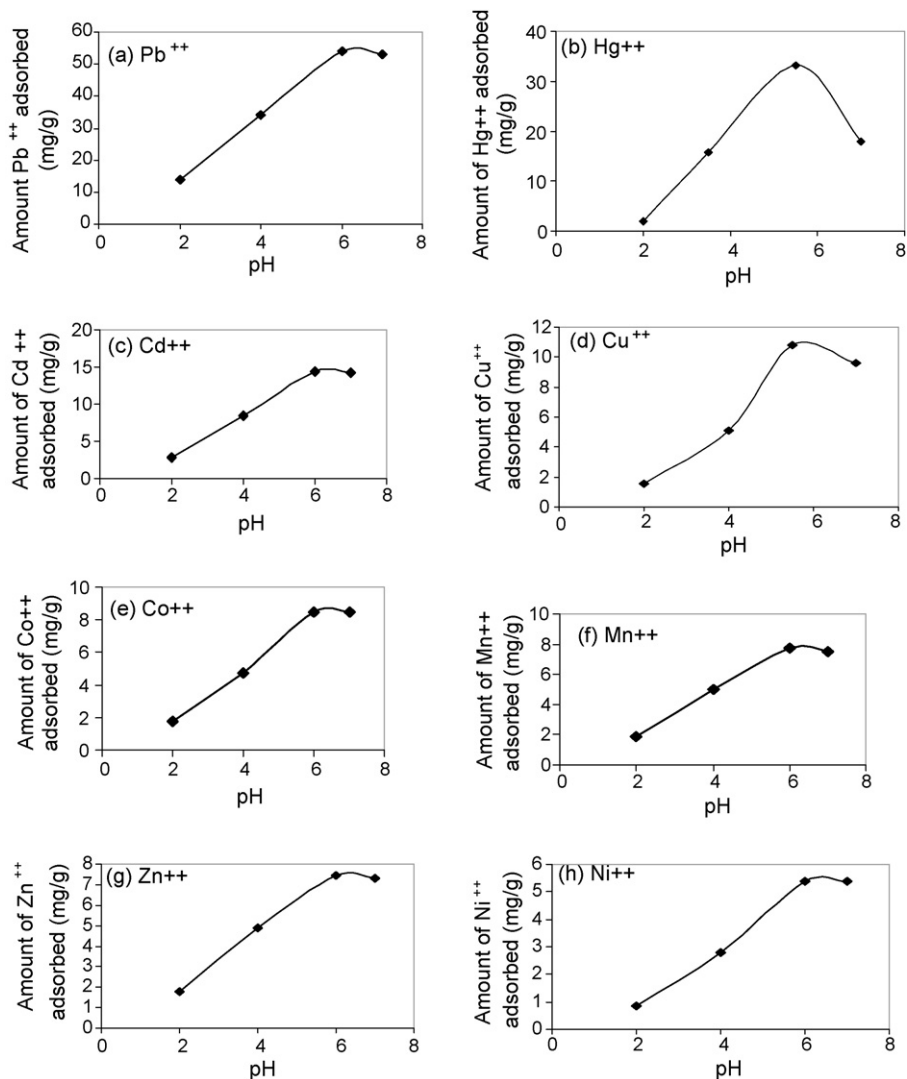 (a) Pb ++
Amount Pb ++ adsorbed
(mg/g)
60
50
40
30
20
10
0
0 2 4 6 8
pH
(b) Hg++
Amount of Hg++ adsorbed
(mg/g)
40
30
20
10
0
0 2 4 6 8
pH
(c) Cd++
Amount of Cd ++
adsorbed (mg/g)
20
15
10
5
0
0 2 4 6 8
pH
(d) Cu++
Amount of Cu++
adsorbed (mg/g)
12
10
8
6
4
2
0
0 2 4 6 8
pH
(e) Co++
Amount of Co++
adsorbed (mg/g)
10
8
6
4
2
0
0 2 4 6 8
pH
(f) Mn++
Amount of Mn++
adsorbed (mg/g)
10
8
6
4
2
0
0 2 4 6 8
pH
(g) Zn++
Amount of Zn ++
adsorbed (mg/g)
8
7
6
5
4
3
2
1
0
0 2 4 6 8
pH
(h) Ni++
Amount of Ni ++
adsorbed (mg/g)
6
5
4
3
2
1
0
0 2 4 6 8
pH